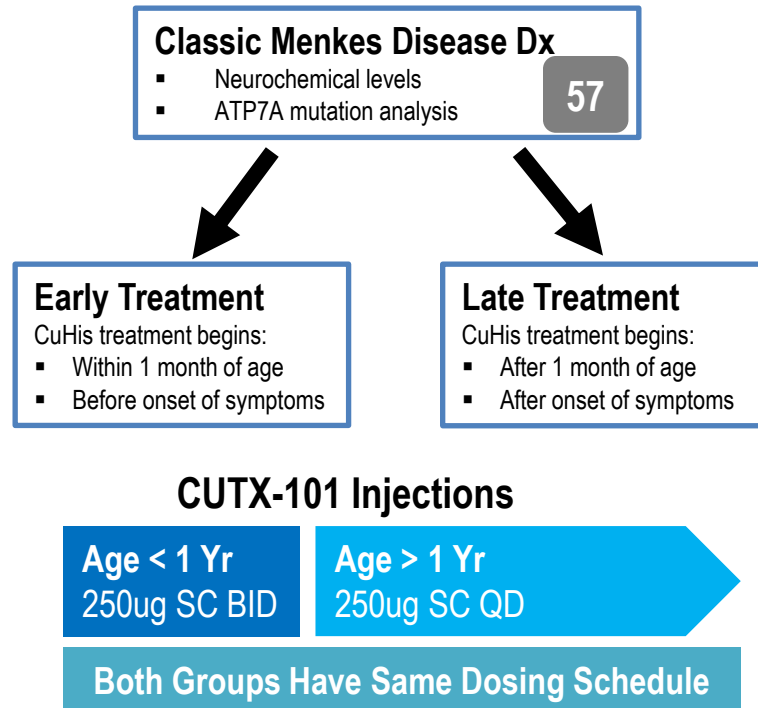 Classic Menkes Disease Dx
▪ Neurochemical levels
▪ ATP7A mutation analysis
57
Early Treatment
CuHis treatment begins:
▪ Within 1 month of age
▪ Before onset of symptoms
Late Treatment
CuHis treatment begins:
▪ After 1 month of age
▪ After onset of symptoms
CUTX-101 Injections
Age < 1 Yr
250ug SC BID
Age > 1 Yr
250ug SC QD
Both Groups Have Same Dosing Schedule